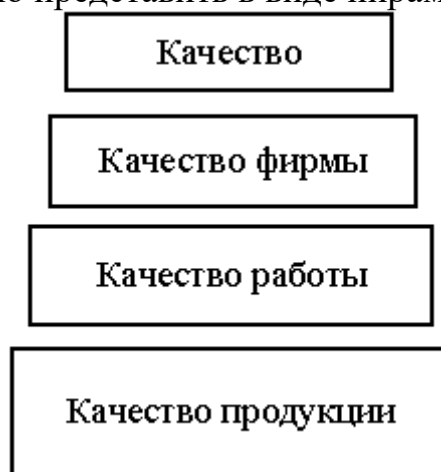 представить в виде
Качество
Качество фирмы
Качество работы
Качество продукции